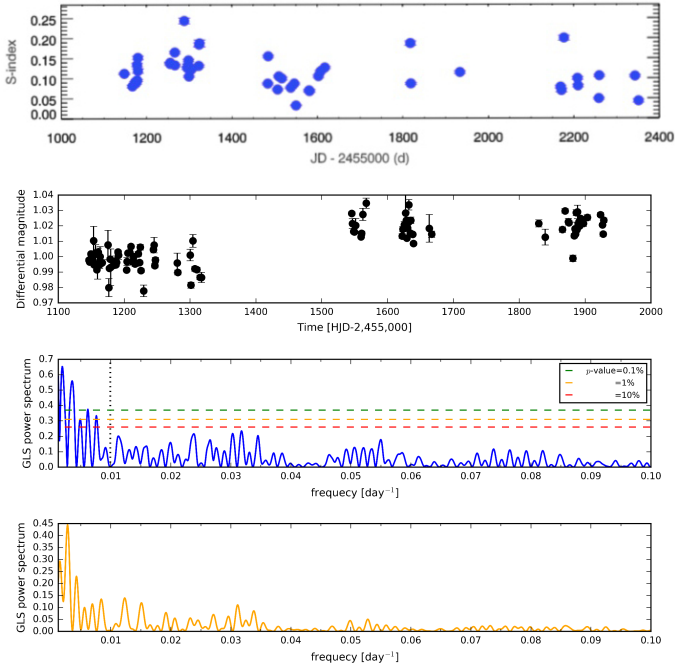 S-index
0.25
0.20
0.15
0.10
0.05
0.00
1000 1200 1400 1600 1800 2000 2200 2400
JD - 2455000 (d)
Differential magnitude
1.04
1.03
1.02
1.01
1.00
0.99
0.98
0.97
1100 1200 1300 1400 1500 1600 1700 1800 1900 2000
Time [HJD-2,455,000]
GLS power spectrum
0.7
0.6
0.5
0.4
0.3
0.2
0.1
0.0
p-value=0.1%
=1%
=10%
0.01 0.02 0.03 0.04 0.05 0.06 0.07 0.08 0.09 0.10
frequecy [day⁻¹]
GLS power spectrum
0.45
0.40
0.35
0.30
0.25
0.20
0.15
0.10
0.05
0.00
0.01 0.02 0.03 0.04 0.05 0.06 0.07 0.08 0.09 0.10
frequecy [day⁻¹]